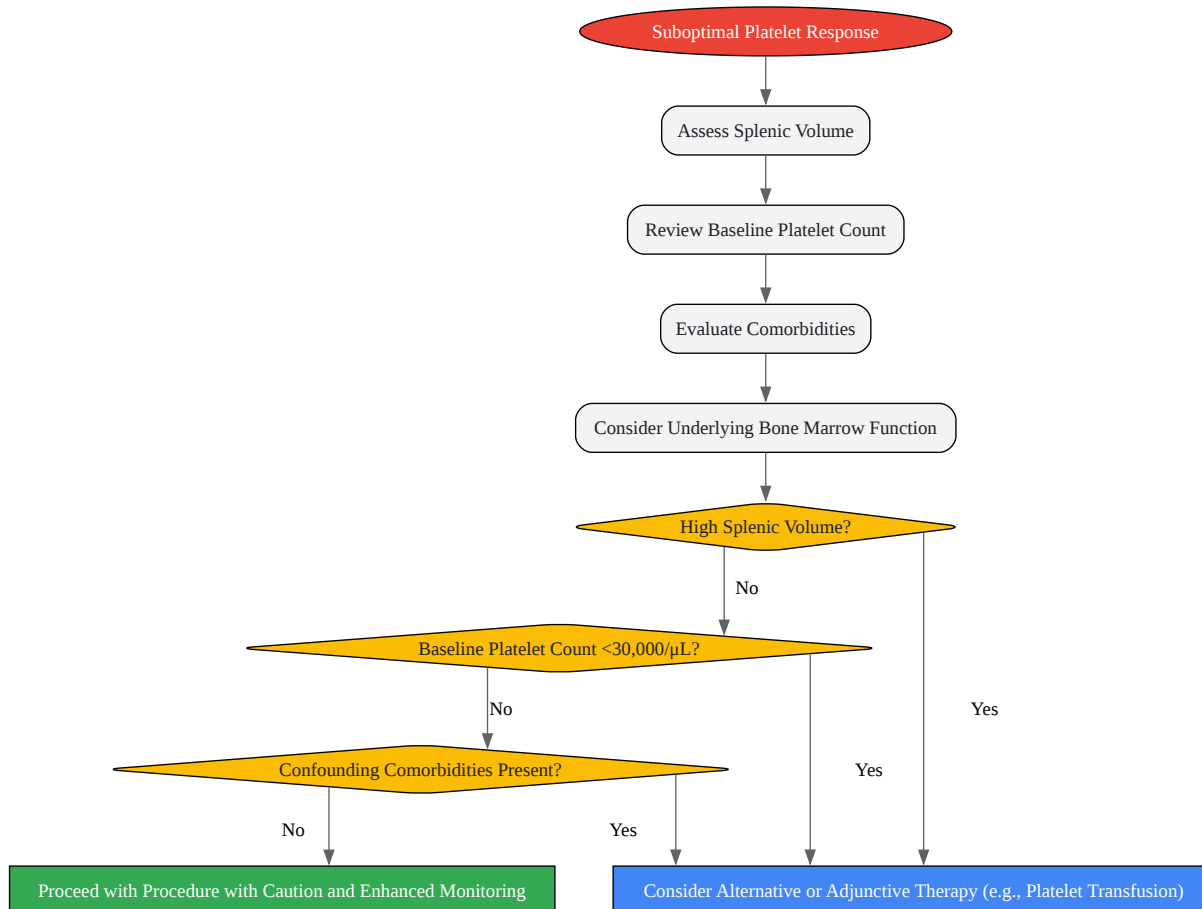 Suboptimal Platelet Response
Assess Splenic Volume
Review Baseline Platelet Count
Evaluate Comorbidities
Consider Underlying Bone Marrow Function
High Splenic Volume?
No
Baseline Platelet Count <30,000/μL?
No
Yes
Confounding Comorbidities Present?
Yes
No
Yes
Proceed with Procedure with Caution and Enhanced Monitoring
Consider Alternative or Adjunctive Therapy (e.g., Platelet Transfusion)